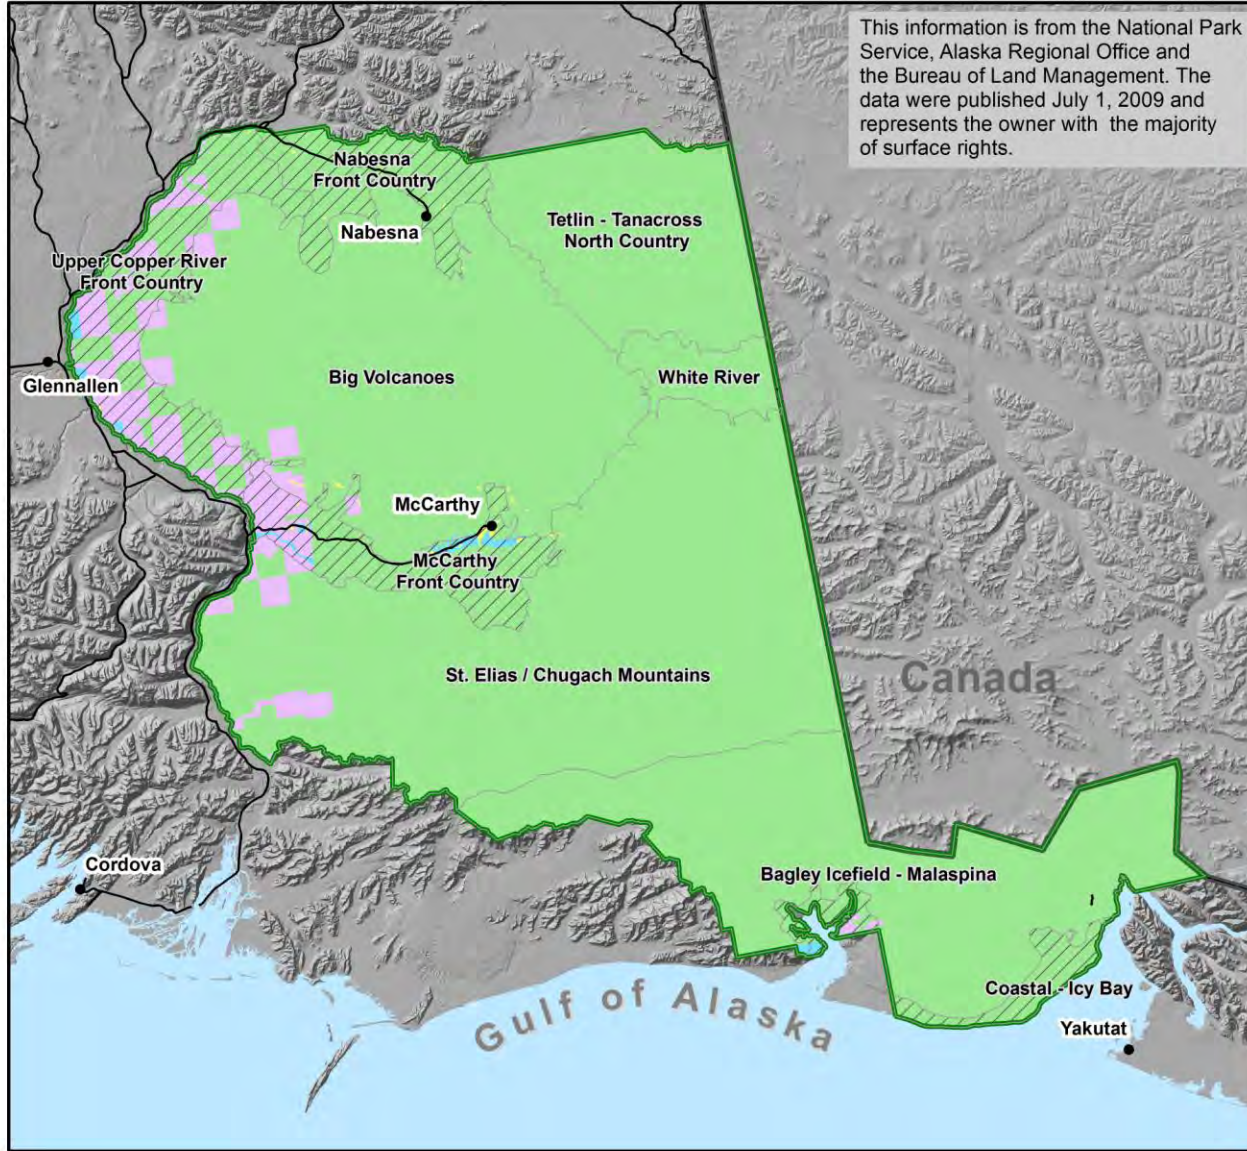 This information is from the National Park
Service, Alaska Regional Office and
the Bureau of Land Management. The
data were published July 1, 2009 and
represents the owner with the majority
of surface rights.
Nabesna
Front Country
Nabesna
Tetlin - Tanacross
North Country
Upper Copper River
Front Country
Glennallen
Big Volcanoes
White River
McCarthy
McCarthy
Front Country
St. Elias / Chugach Mountains
Canada
Cordova
Bagley Icefield - Malaspina
Coastal - Icy Bay
Gulf of Alaska
Yakutat